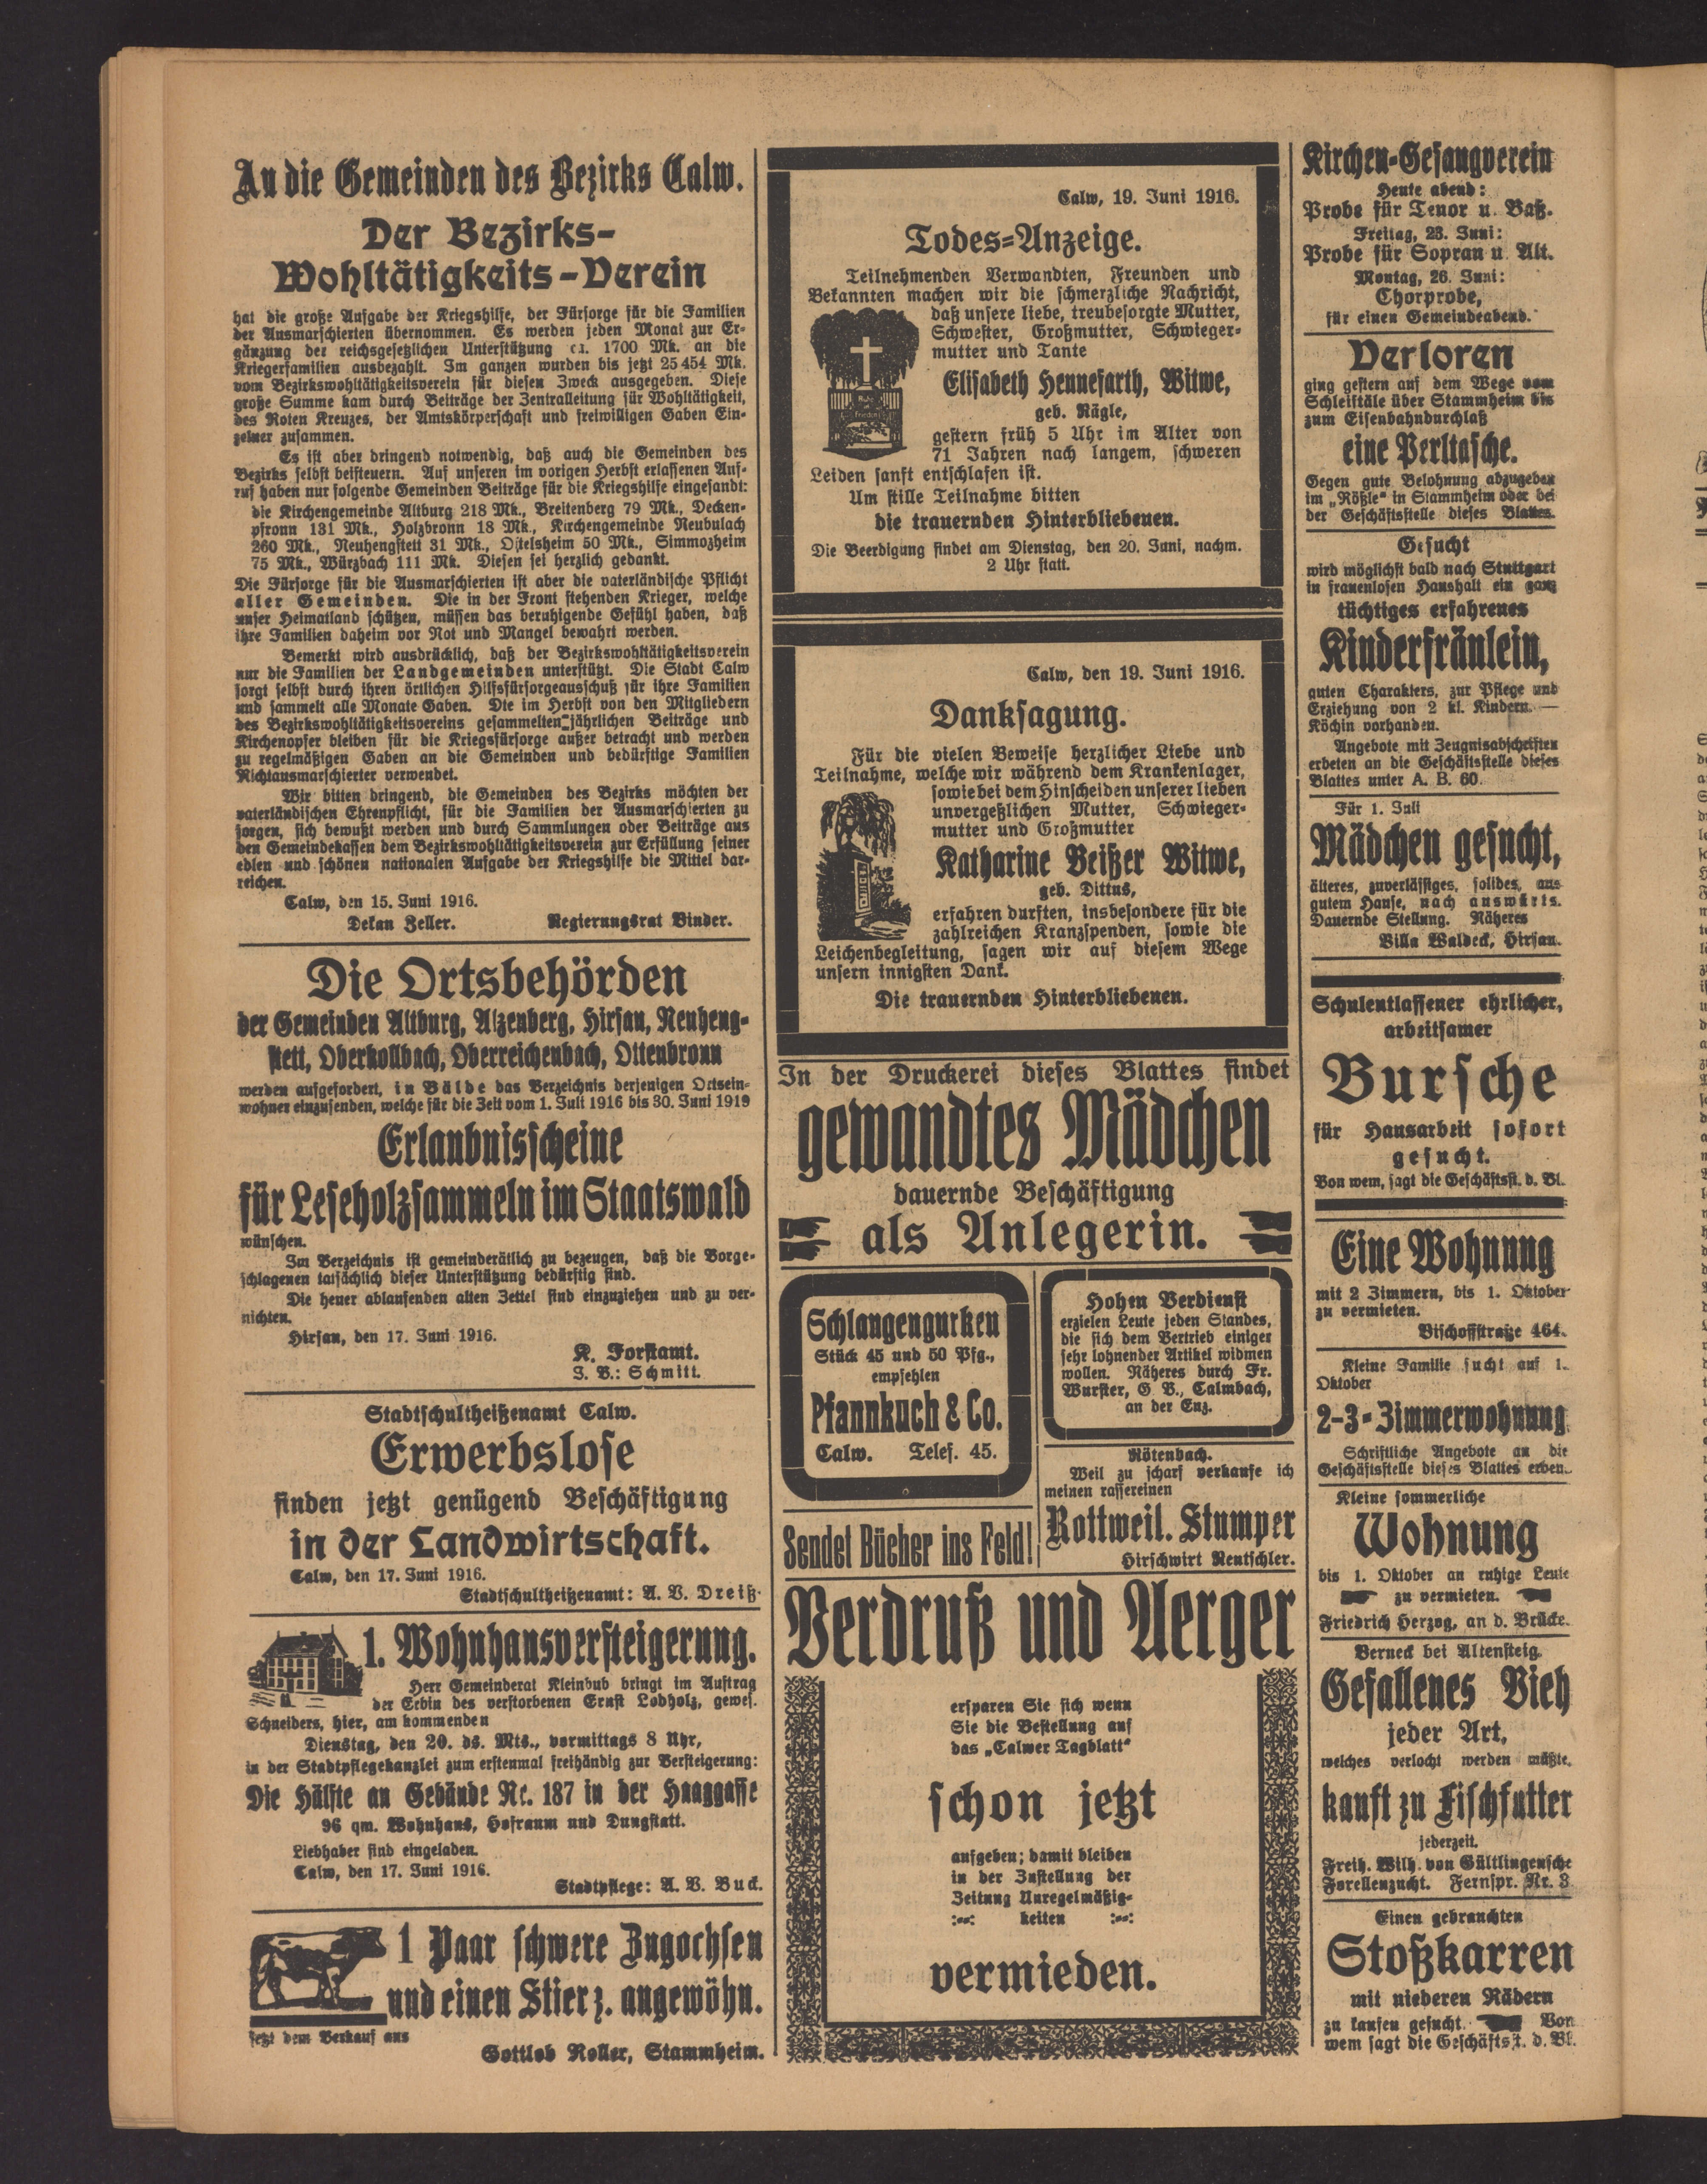 An die Gemeinden des Bezirks Calw.
Der Bezirks-
Wohltätigkeits-Verein
hat die große Aufgabe der Kriegshilfe, der Fürsorge für die Familien
der Ausmarschierten übernommen. Es werden jeden Monat zur Er-
gänzung der reichsgesetzlichen Unterstützung ca. 1700 Mk. an die
Kriegerfamilien ausbezahlt. Im ganzen wurden bis jetzt 25 454 Mk.
vom Bezirkswohltätigkeitsverein für diesen Zweck ausgegeben. Diese
große Summe kam durch Beiträge der Zentralleitung für Wohltätigkeit,
des Roten Kreuzes, der Amtskörperschaft und freiwilligen Gaben Ein-
zelner zusammen.
Es ist aber dringend notwendig, daß auch die Gemeinden des
Bezirks selbst beisteuern. Auf unseren im vorigen Herbst erlassenen Auf-
ruf haben nur folgende Gemeinden Beiträge für die Kriegshilfe eingesandt:
die Kirchengemeinde Altburg 218 Mk., Breitenberg 79 Mk., Decken-
pfronn 131 Mk., Holzbronn 18 Mk., Kirchengemeinde Neubulach
260 Mk., Neuhengstett 31 Mk., Ostelsheim 50 Mk., Simmozheim
75 Mk., Würzbach 111 Mk. Diesen sei herzlich gedankt.
Die Fürsorge für die Ausmarschierten ist aber die vaterländische Pflicht
aller Gemeinden. Die in der Front stehenden Krieger, welche
unser Heimatland schützen, müssen das beruhigende Gefühl haben, daß
ihre Familien daheim vor Not und Mangel bewahrt werden.
Bemerkt wird ausdrücklich, daß der Bezirkswohltätigkeitsverein
nur die Familien der Landgemeinden unterstützt. Die Stadt Calw
sorgt selbst durch ihren örtlichen Hilfsfürsorgeausschuß für ihre Familien
und sammelt alle Monate Gaben. Die im Herbst von den Mitgliedern
des Bezirkswohltätigkeitsvereins gesammelten jährlichen Beiträge und
Kirchenopfer bleiben für die Kriegsfürsorge außer betracht und werden
zu regelmäßigen Gaben an die Gemeinden und bedürftige Familien
Nichtausmarschierter verwendet.
Wir bitten dringend, die Gemeinden des Bezirks möchten der
vaterländischen Ehrenpflicht, für die Familien der Ausmarschierten zu
sorgen, sich bewußt werden und durch Sammlungen oder Beiträge aus
den Gemeindekassen dem Bezirkswohltätigkeitsverein zur Erfüllung seiner
edlen und schönen nationalen Aufgabe der Kriegshilfe die Mittel dar-
reichen.
Calw, den 15. Juni 1916.
Dekan Zeller. Regierungsrat Binder.
Die Ortsbehörden
der Gemeinden Altburg, Alzenberg, Hirsau, Neuheng-
stett, Oberkollbach, Oberreichenbach, Ottenbronn
werden aufgefordert, in Bälde das Verzeichnis derjenigen Ortsein-
wohner einzusenden, welche für die Zeit vom 1. Juli 1916 bis 30. Juni 1919
Erlaubnisscheine
für Leseholzsammeln im Staatswald
wünschen.
Im Verzeichnis ist gemeinderätlich zu bezeugen, daß die Vorge-
schlagenen tatsächlich dieser Unterstützung bedürftig sind.
Die heuer ablaufenden alten Zettel sind einzuziehen und zu ver-
nichten.
Hirsau, den 17. Juni 1916.
K. Forstamt.
J. V.: Schmitt.
Stadtschultheißenamt Calw.
Erwerbslose
finden jetzt genügend Beschäftigung
in der Landwirtschaft.
Calw, den 17. Juni 1916.
Stadtschultheißenamt: A. V. Dreiß.
1. Wohnhausversteigerung.
Herr Gemeinderat Kleinbub bringt im Auftrag
der Erbin des verstorbenen Ernst Lodholz, gewes.
Schneiders, hier, am kommenden
Dienstag, den 20. ds. Mts., vormittags 8 Uhr,
in der Stadtpflegekanzlei zum erstenmal freihändig zur Versteigerung:
Die Hälfte an Gebäude Nr. 187 in der Haaggasse
96 qm. Wohnhaus, Hofraum und Dungstatt.
Liebhaber sind eingeladen.
Calw, den 17. Juni 1916.
Stadtpflege: A. V. Buck.
1 Paar schwere Zugochsen
und einen Stier z. angewöhn.
setzt dem Verkauf aus
Gottlob Roller, Stammheim.
Calw, 19. Juni 1916.
Todes-Anzeige.
Teilnehmenden Verwandten, Freunden und
Bekannten machen wir die schmerzliche Nachricht,
daß unsere liebe, treubesorgte Mutter,
Schwester, Großmutter, Schwieger-
mutter und Tante
Elisabeth Hennefarth, Witwe,
geb. Rägle,
gestern früh 5 Uhr im Alter von
71 Jahren nach langem, schweren
Leiden sanft entschlafen ist.
Um stille Teilnahme bitten
die trauernden Hinterbliebenen.
Die Beerdigung findet am Dienstag, den 20. Juni, nachm.
2 Uhr statt.
Calw, den 19. Juni 1916.
Danksagung.
Für die vielen Beweise herzlicher Liebe und
Teilnahme, welche wir während dem Krankenlager,
sowie bei dem Hinscheiden unserer lieben
unvergeßlichen Mutter, Schwieger-
mutter und Großmutter
Katharine Beißer Witwe,
geb. Dittus,
erfahren durften, insbesondere für die
zahlreichen Kranzspenden, sowie die
Leichenbegleitung, sagen wir auf diesem Wege
unsern innigsten Dank.
Die trauernden Hinterbliebenen.
In der Druckerei dieses Blattes findet
gewandtes Mädchen
dauernde Beschäftigung
als Anlegerin.
Schlangengurken
Stück 45 und 50 Pfg.,
empfehlen
Pfannkuch & Co.
Calw. Telef. 45.
Sendet Bücher ins Feld!
Hohen Verdienst
erzielen Leute jeden Standes,
die sich dem Vertrieb einiger
sehr lohnender Artikel widmen
wollen. Näheres durch Fr.
Wurster, G. B., Calmbach,
an der Enz.
Rötenbach.
Weil zu scharf verkaufe ich
meinen rassereinen
Rottweil. Stumper
Hirschwirt Rentschler.
Verdruß und Aerger
ersparen Sie sich wenn
Sie die Bestellung auf
das „Calwer Tagblatt"
schon jetzt
aufgeben; damit bleiben
in der Zustellung der
Zeitung Unregelmäßig-
:--: keiten :--:
vermieden.
Kirchen-Gesangverein
Heute abend:
Probe für Tenor u. Baß.
Freitag, 23. Juni:
Probe für Sopran u. Alt.
Montag, 26. Juni:
Chorprobe,
für einen Gemeindeabend.
Verloren
ging gestern auf dem Wege vom
Schleiftäle über Stammheim bis
zum Eisenbahndurchlaß
eine Perltasche.
Gegen gute Belohnung abzugeben
im „Rößle" in Stammheim oder bei
der Geschäftsstelle dieses Blattes.
Gesucht
wird möglichst bald nach Stuttgart
in frauenlosen Haushalt ein ganz
tüchtiges erfahrenes
Kinderfräulein,
guten Charakters, zur Pflege und
Erziehung von 2 kl. Kindern. —
Köchin vorhanden.
Angebote mit Zeugnisabschriften
erbeten an die Geschäftsstelle dieses
Blattes unter A. B. 60.
Für 1. Juli
Mädchen gesucht,
älteres, zuverlässiges, solides, aus
gutem Hause, nach auswärts.
Dauernde Stellung. Näheres
Villa Waldeck, Hirsau.
Schulentlassener ehrlicher,
arbeitsamer
Bursche
für Hausarbeit sofort
gesucht.
Von wem, sagt die Geschäftsst. d. Bl.
Eine Wohnung
mit 2 Zimmern, bis 1. Oktober
zu vermieten.
Bischoffstraße 464.
Kleine Familie sucht auf 1.
Oktober
2-3-Zimmerwohnung.
Schriftliche Angebote an die
Geschäftsstelle dieses Blattes erbeten.
Kleine sommerliche
Wohnung
bis 1. Oktober an ruhige Leute
zu vermieten.
Friedrich Herzog, an d. Brücke.
Berneck bei Altensteig.
Gefallenes Vieh
jeder Art,
welches verlocht werden müßte,
kauft zu Fischfutter
jederzeit.
Freih. Wilh. von Gültlingensche
Forellenzucht. Fernspr. Nr. 3
Einen gebrauchten
Stoßkarren
mit niederen Rädern
zu kaufen gesucht. Von
wem sagt die Geschäftsst. d. Bl.